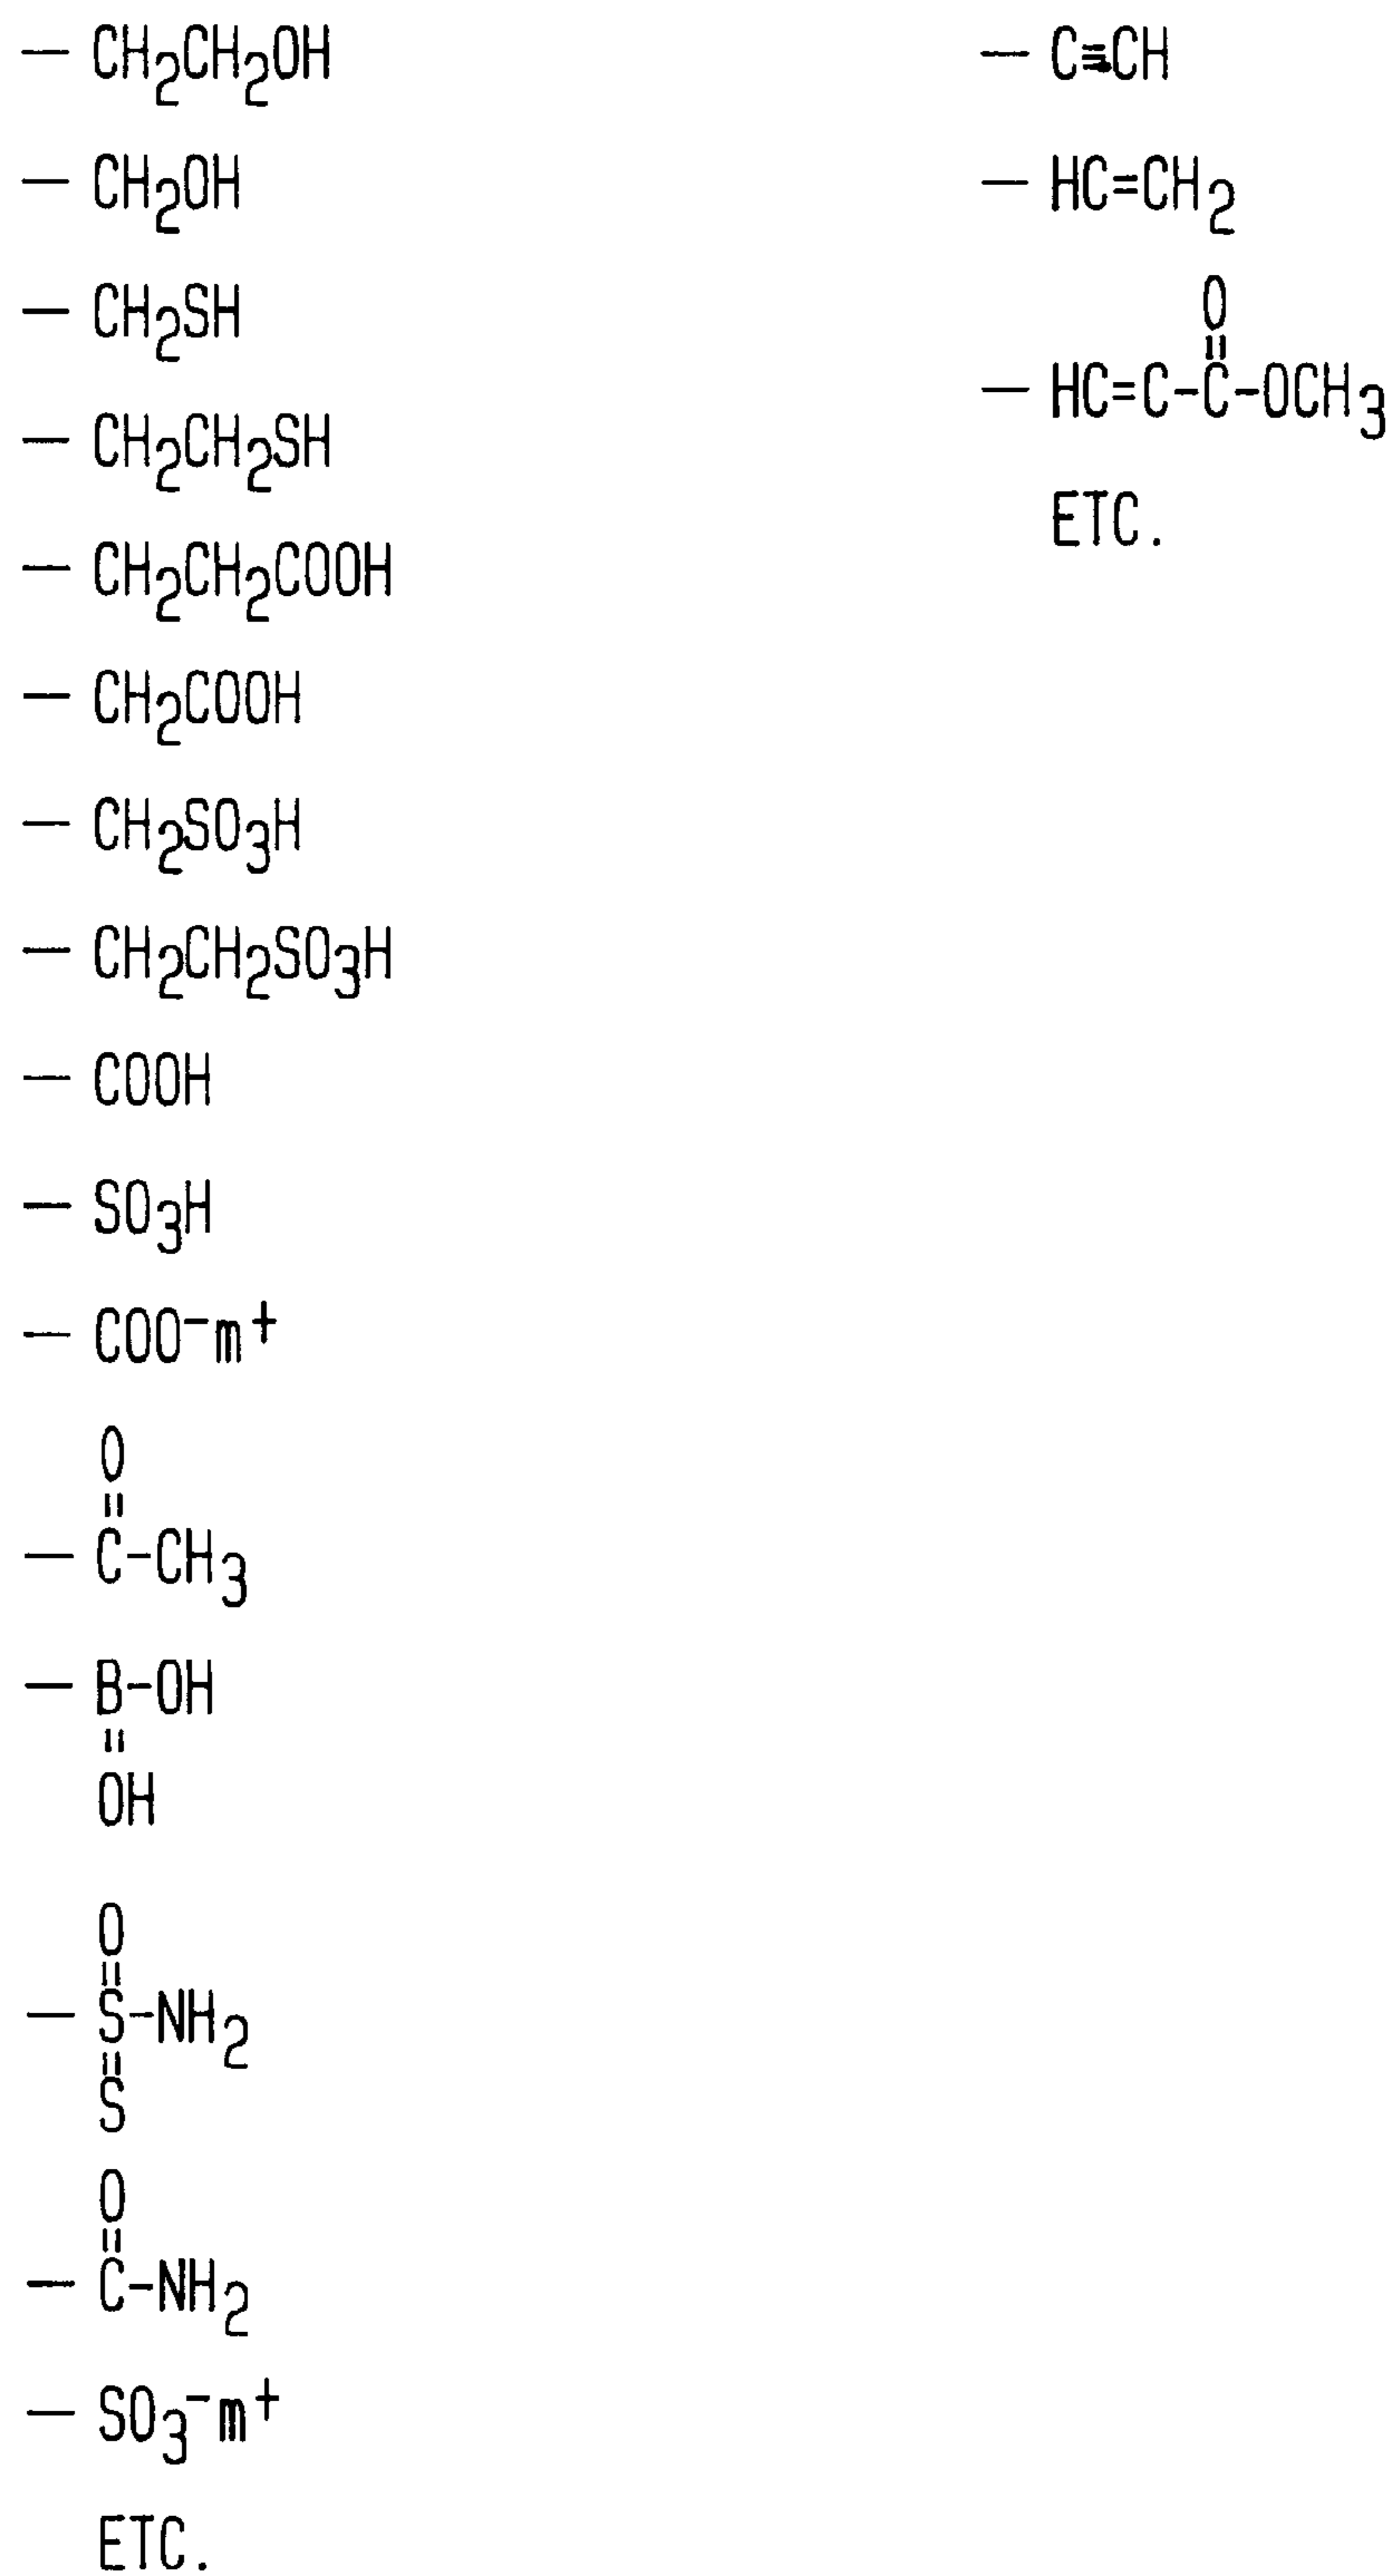 — CH₂CH₂OH
— CH₂OH
— CH₂SH
— CH₂CH₂SH
— CH₂CH₂COOH
— CH₂COOH
— CH₂SO₃H
— CH₂CH₂SO₃H
— COOH
— SO₃H
— COO⁻m⁺
O
||
— C-CH₃
— B-OH
||
OH
O
||
— S-NH₂
||
S
O
||
— C-NH₂
— SO₃⁻m⁺
ETC.
— C≡CH
— HC=CH₂
O
||
— HC=C-C-OCH₃
ETC.